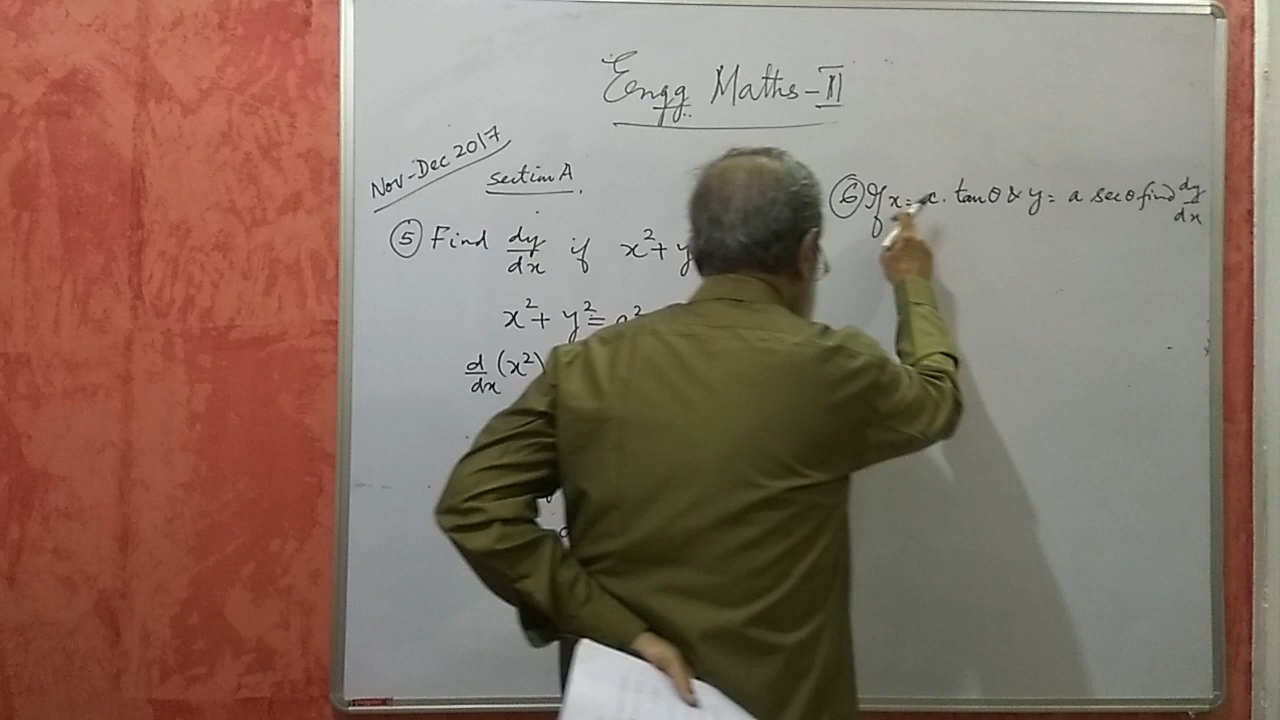 Eengg Maths-II
Nov-Dec 2017
Section A
⑤ Find dy/dx if x²+ y
x²+ y²= a²
d/dx (x²)
⑥ If x= a. tanθ & y= a secθ find dy/dx